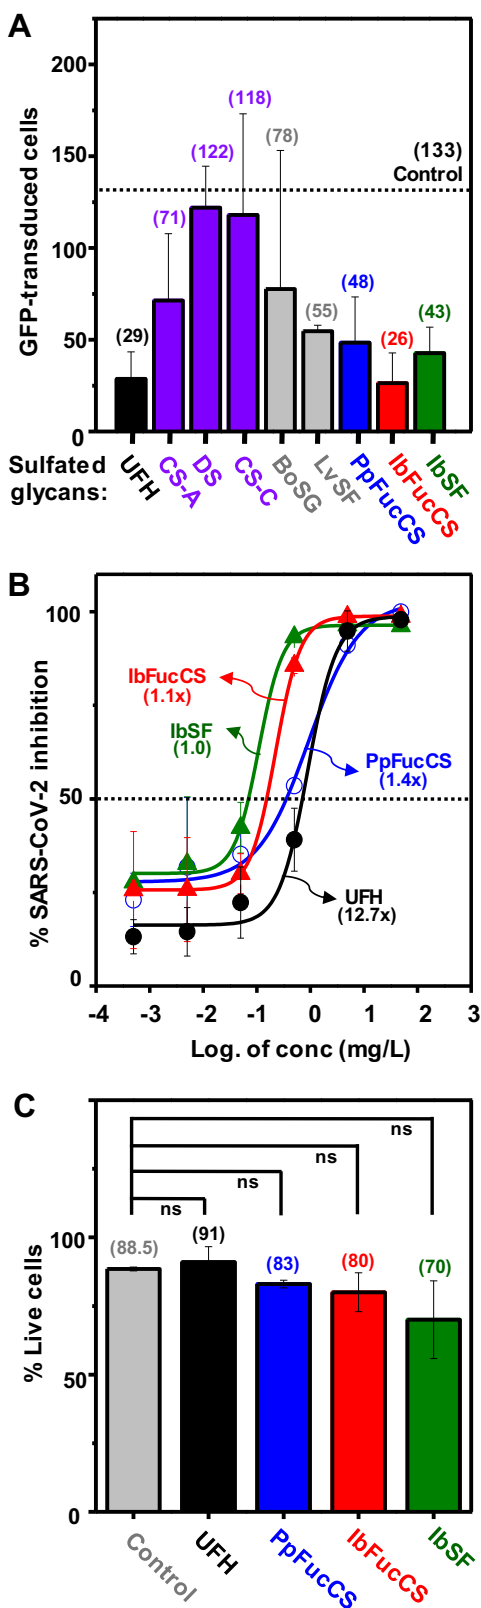 A
GFP-transduced cells
200
150
100
50
0
(29)
(71)
(122)
(118)
(78)
(55)
(48)
(26)
(43)
(133)
Control
Sulfated
glycans:
UFH
CS-A
DS
CS-C
BoSG
LvSF
PpFucCS
IbFucCS
IbSF
B
% SARS-CoV-2 inhibition
100
50
0
IbFucCS
(1.1x)
IbSF
(1.0)
PpFucCS
(1.4x)
UFH
(12.7x)
-4
-3
-2
-1
0
1
2
3
Log. of conc (mg/L)
C
% Live cells
100
50
0
ns
ns
ns
ns
(88.5)
(91)
(83)
(80)
(70)
Control
UFH
PpFucCS
IbFucCS
IbSF